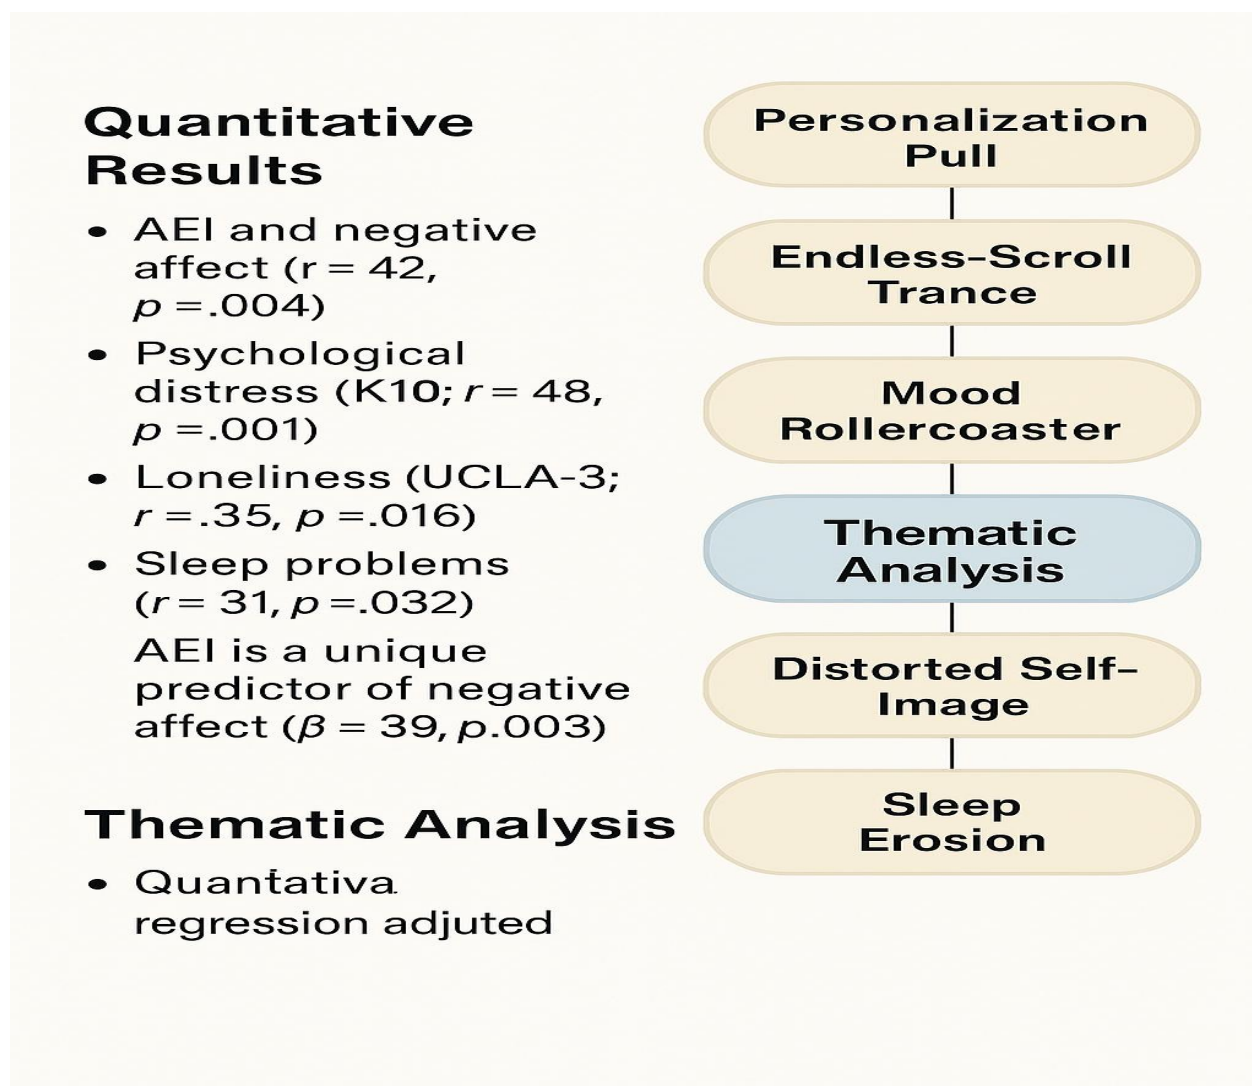 Quantitative
Results
• AEI and negative
affect (r = 42,
p =.004)
• Psychological
distress (K10; r = 48,
p =.001)
• Loneliness (UCLA-3;
r =.35, p =.016)
• Sleep problems
(r = 31, p =.032)
AEI is a unique
predictor of negative
affect (β = 39, p.003)
Thematic Analysis
• Quantativa
regression adjuted
Personalization
Pull
Endless-Scroll
Trance
Mood
Rollercoaster
Thematic
Analysis
Distorted Self-
Image
Sleep
Erosion